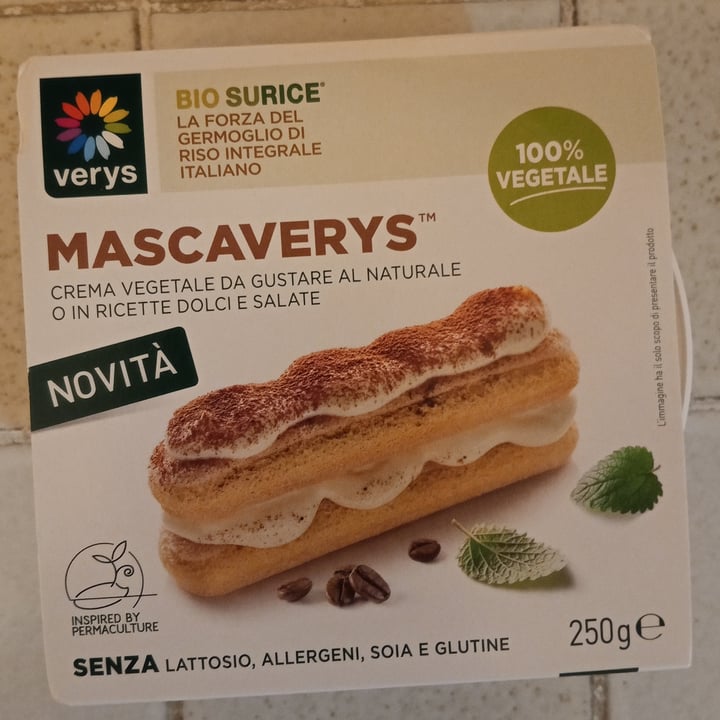 verys
BIO SURICE®
LA FORZA DEL
GERMOGLIO DI
RISO INTEGRALE
ITALIANO
100%
VEGETALE
MASCAVERYS™
CREMA VEGETALE DA GUSTARE AL NATURALE
O IN RICETTE DOLCI E SALATE
NOVITÀ
L'immagine ha il solo scopo di presentare il prodotto
INSPIRED BY
PERMACULTURE
250g℮
SENZA LATTOSIO, ALLERGENI, SOIA E GLUTINE